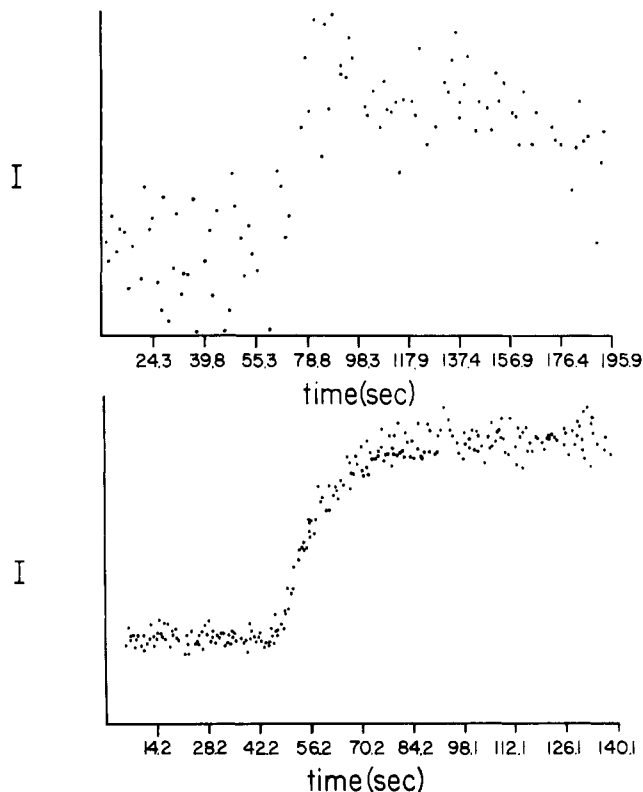 I
24.3 39.8 55.3 78.8 98.3 117.9 137.4 156.9 176.4 195.9
time(sec)
I
14.2 28.2 42.2 56.2 70.2 84.2 98.1 112.1 126.1 140.1
time(sec)